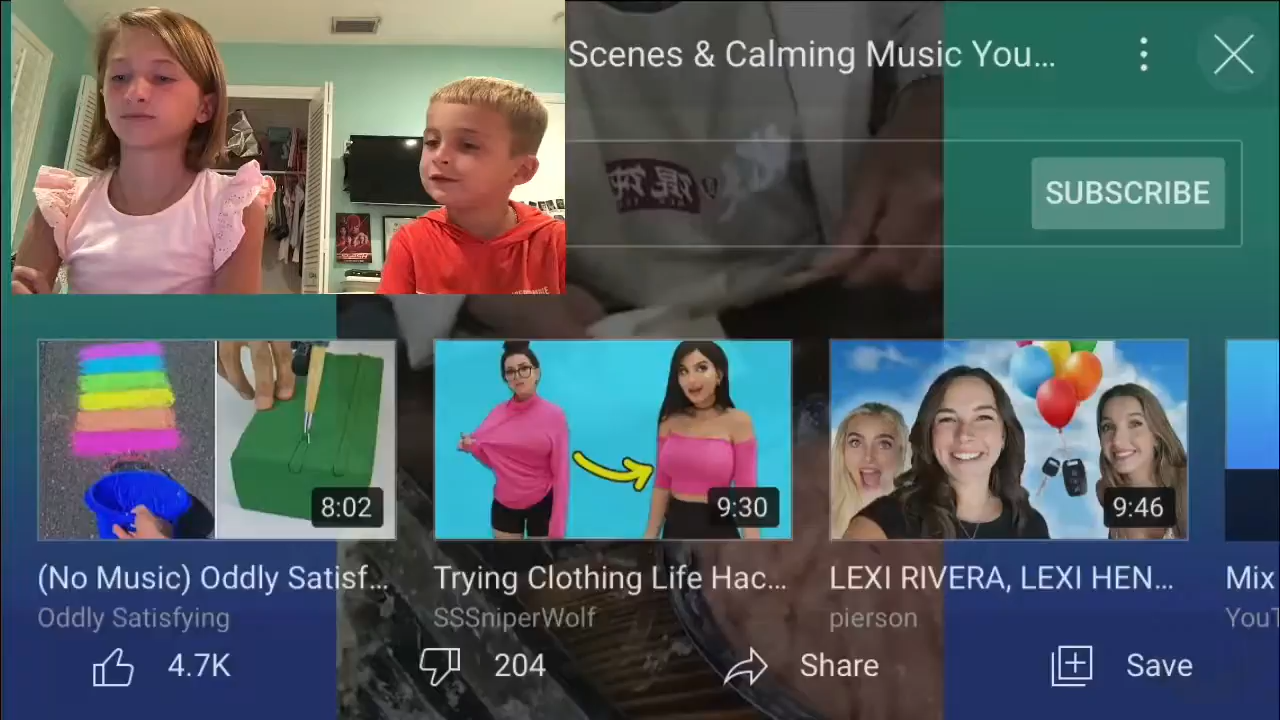 Scenes & Calming Music You...
SUBSCRIBE
8:02
9:30
9:46
(No Music) Oddly Satisf...
Trying Clothing Life Hac...
LEXI RIVERA, LEXI HEN...
Mix
Oddly Satisfying
SSSniperWolf
pierson
4.7K
204
Share
Save